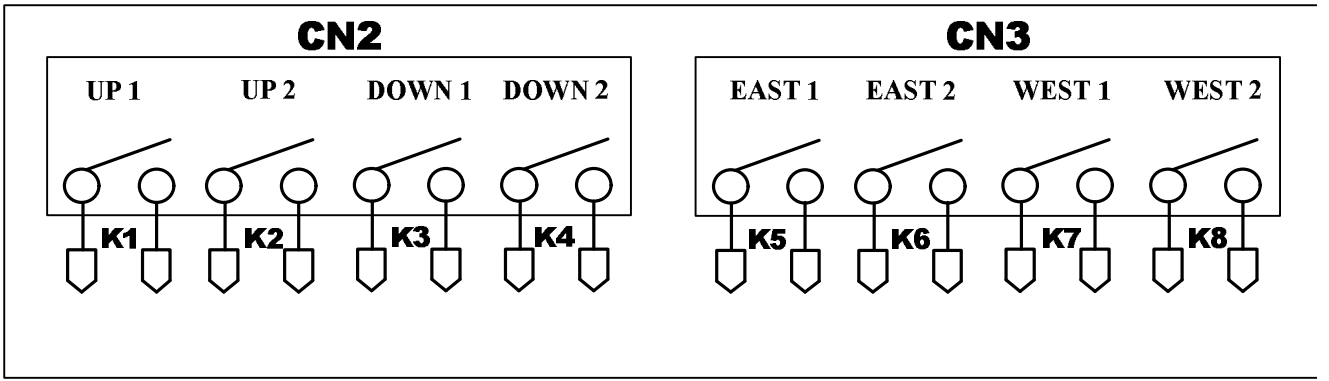 CN2 CN3
UP 1 UP 2 DOWN 1 DOWN 2 EAST 1 EAST 2 WEST 1 WEST 2
K1 K2 K3 K4 K5 K6 K7 K8